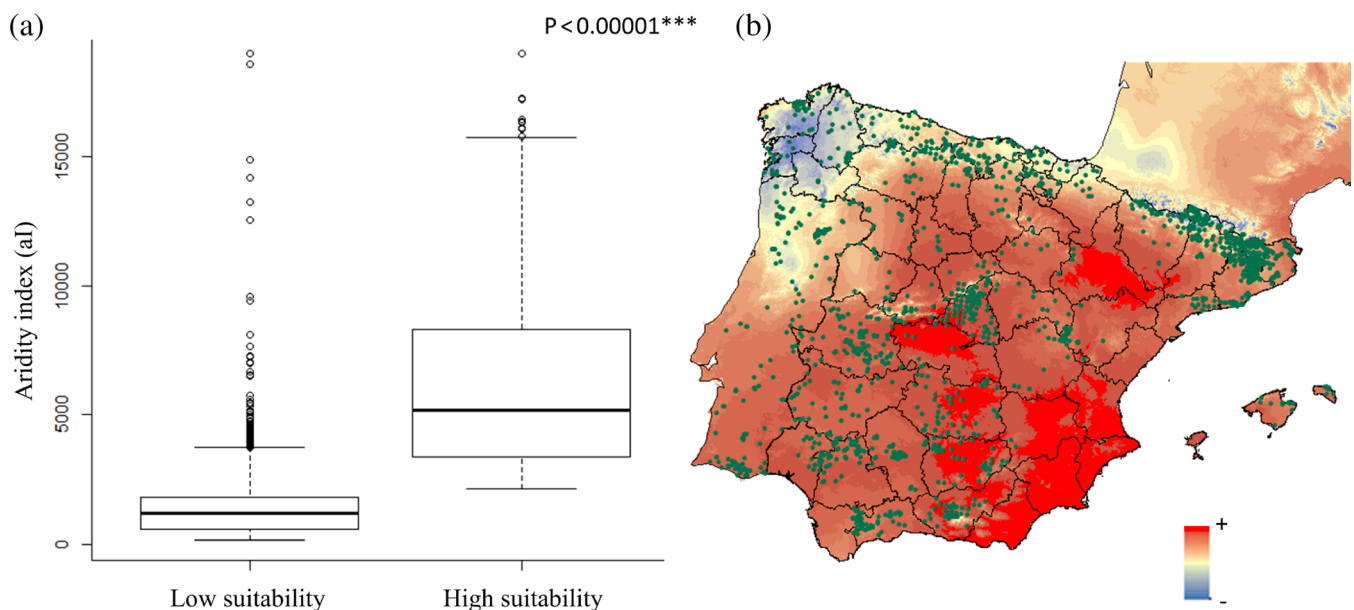 (a)
P<0.00001***
(b)
Aridity index (aI)
15000
10000
5000
0
Low suitability
High suitability
+
-